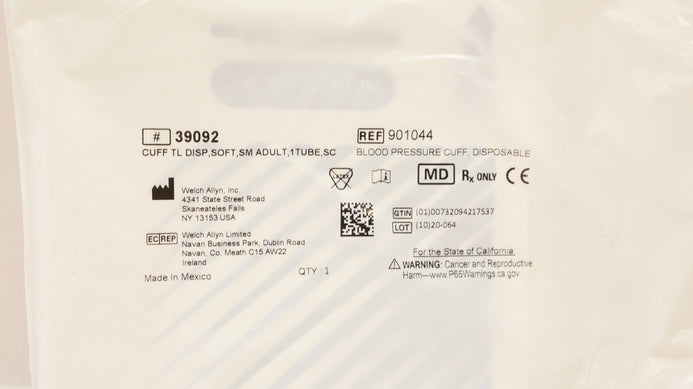 # 39092
CUFF TL DISP,SOFT,SM ADULT,1TUBE,SC
REF 901044
BLOOD PRESSURE CUFF, DISPOSABLE
LATEX
MD Rx ONLY CE
Welch Allyn, Inc.
4341 State Street Road
Skaneateles Falls
NY 13153 USA
GTIN (01)00732094217537
LOT (10)20-064
EC REP Welch Allyn Limited
Navan Business Park, Dublin Road
Navan, Co. Meath C15 AW22
Ireland
Made In Mexico
QTY : 1
For the State of California
WARNING: Cancer and Reproductive
Harm—www.P65Warnings.ca.gov